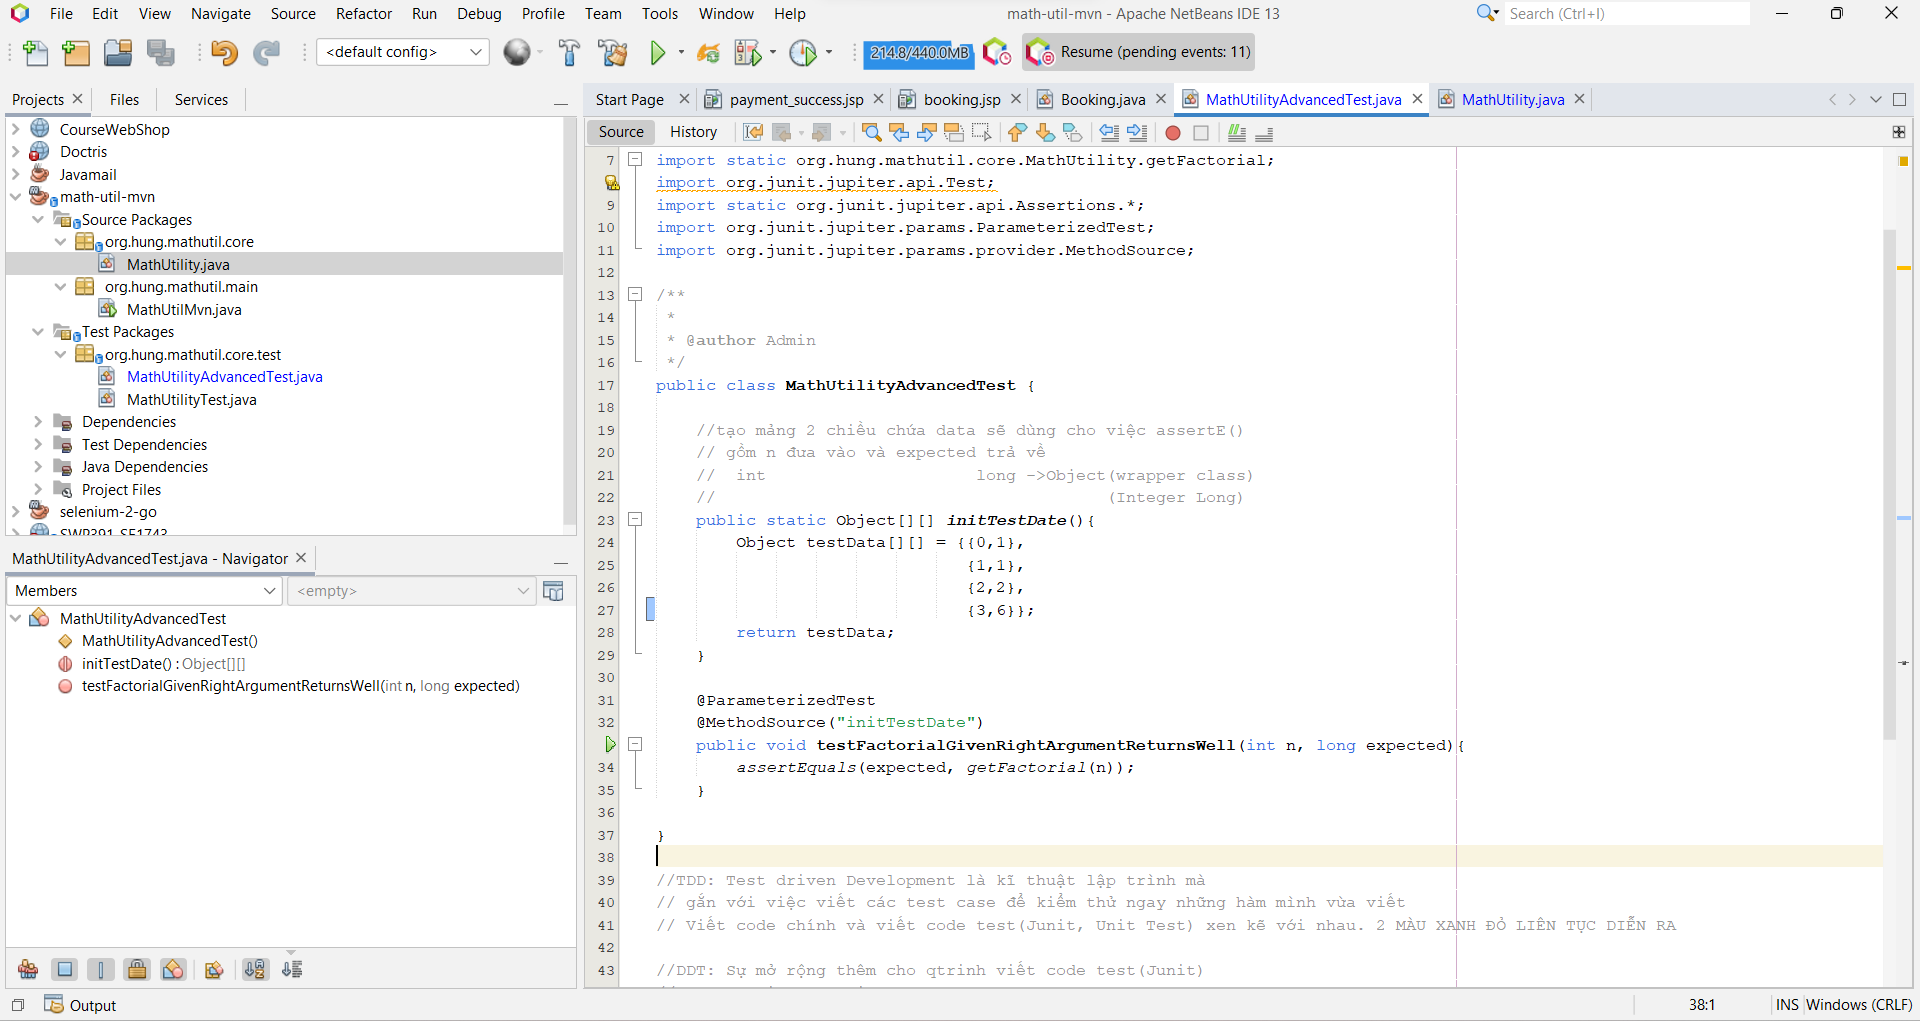 File Edit View Navigate Source Refactor Run Debug Profile Team Tools Window Help
math-util-mvn - Apache NetBeans IDE 13
Search (Ctrl+I)
<default config>
214.8/440.0MB
Resume (pending events: 11)
Projects Files Services
Start Page payment_success.jsp booking.jsp Booking.java MathUtilityAdvancedTest.java MathUtility.java
Source History
CourseWebShop
Doctris
Javamail
math-util-mvn
Source Packages
org.hung.mathutil.core
MathUtility.java
org.hung.mathutil.main
MathUtilMvn.java
Test Packages
org.hung.mathutil.core.test
MathUtilityAdvancedTest.java
MathUtilityTest.java
Dependencies
Test Dependencies
Java Dependencies
Project Files
selenium-2-go
SWP391-SE1743
MathUtilityAdvancedTest.java - Navigator
Members <empty>
MathUtilityAdvancedTest
MathUtilityAdvancedTest()
initTestDate() : Object[][]
testFactorialGivenRightArgumentReturnsWell(int n, long expected)
7 import static org.hung.mathutil.core.MathUtility.getFactorial;
import org.junit.jupiter.api.Test;
9 import static org.junit.jupiter.api.Assertions.*;
10 import org.junit.jupiter.params.ParameterizedTest;
11 import org.junit.jupiter.params.provider.MethodSource;
12
13 /**
14 *
15 * @author Admin
16 */
17 public class MathUtilityAdvancedTest {
18
19 //tạo mảng 2 chiều chứa data sẽ dùng cho việc assertE()
20 // gồm n đưa vào và expected trả về
21 // int long ->Object(wrapper class)
22 // (Integer Long)
23 public static Object[][] initTestDate(){
24 Object testData[][] = {{0,1},
25 {1,1},
26 {2,2},
27 {3,6}};
28 return testData;
29 }
30
31 @ParameterizedTest
32 @MethodSource("initTestDate")
public void testFactorialGivenRightArgumentReturnsWell(int n, long expected){
34 assertEquals(expected, getFactorial(n));
35 }
36
37 }
38
39 //TDD: Test driven Development là kĩ thuật lập trình mà
40 // gắn với việc viết các test case để kiểm thử ngay những hàm mình vừa viết
41 // Viết code chính và viết code test(Junit, Unit Test) xen kẽ với nhau. 2 MÀU XANH ĐỎ LIÊN TỤC DIỄN RA
42
43 //DDT: Sự mở rộng thêm cho qtrinh viết code test(Junit)
Output
38:1 INS Windows (CRLF)